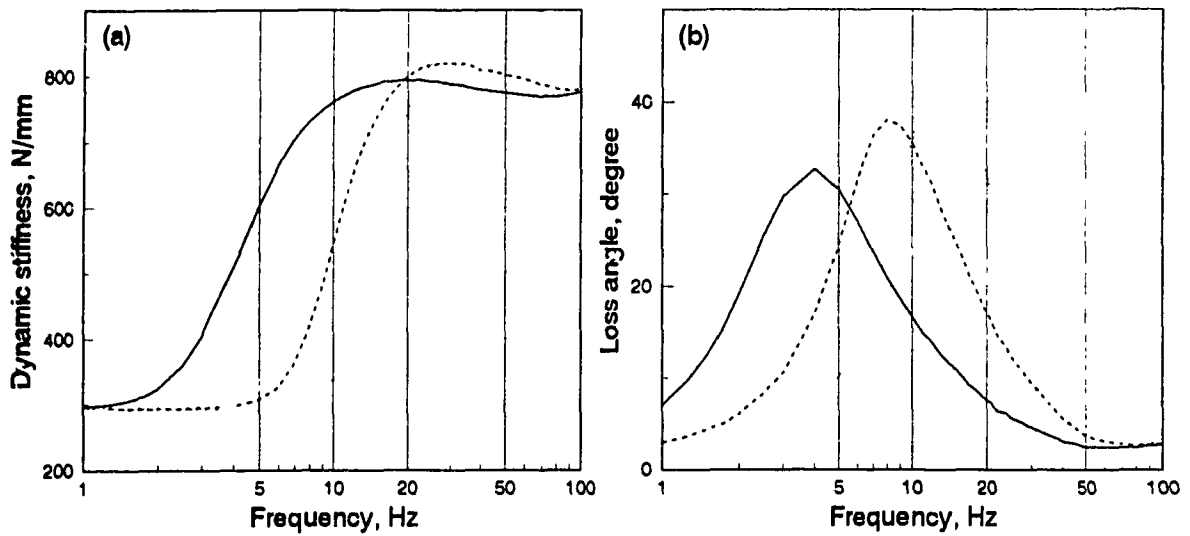 (a)
Dynamic stiffness, N/mm
800
600
400
200
1 5 10 20 50 100
Frequency, Hz
(b)
Loss angle, degree
40
20
0
1 5 10 20 50 100
Frequency, Hz